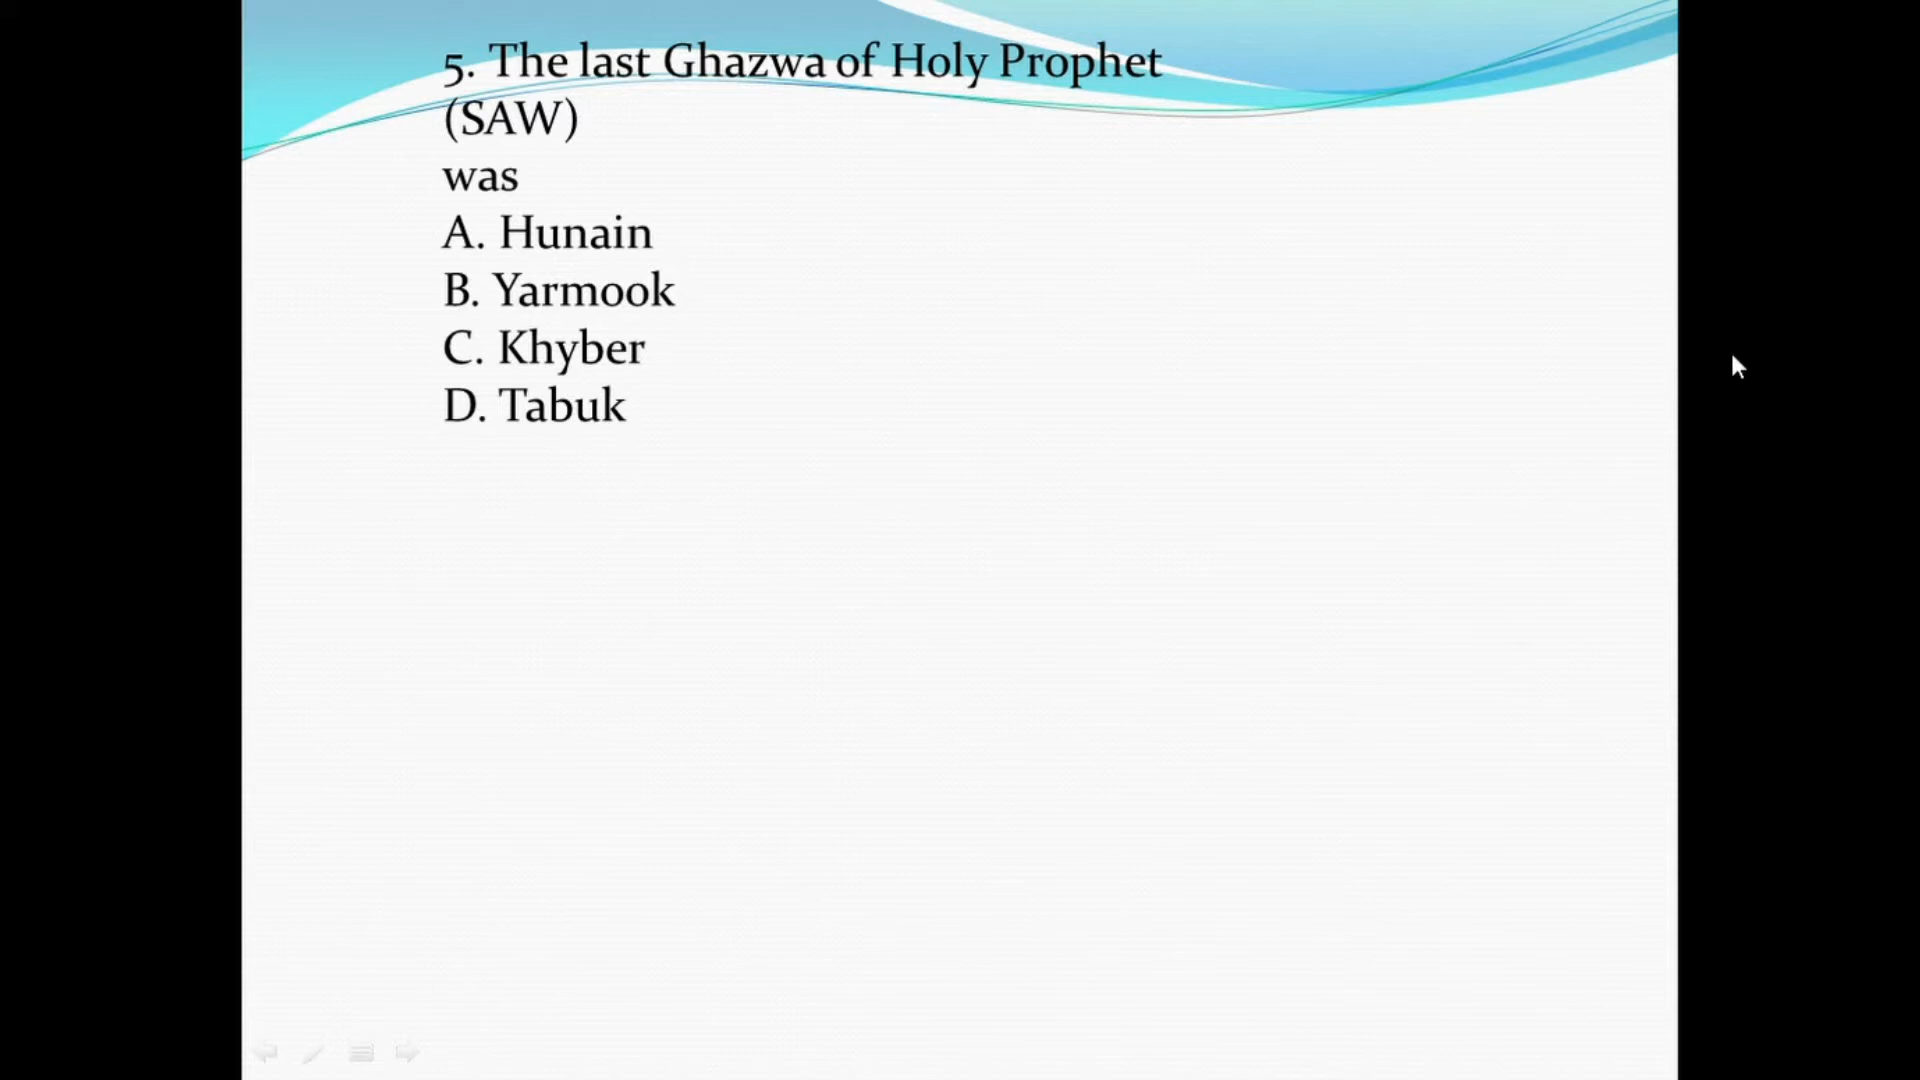 5. The last Ghazwa of Holy Prophet
(SAW)
was
A. Hunain
B. Yarmook
C. Khyber
D. Tabuk